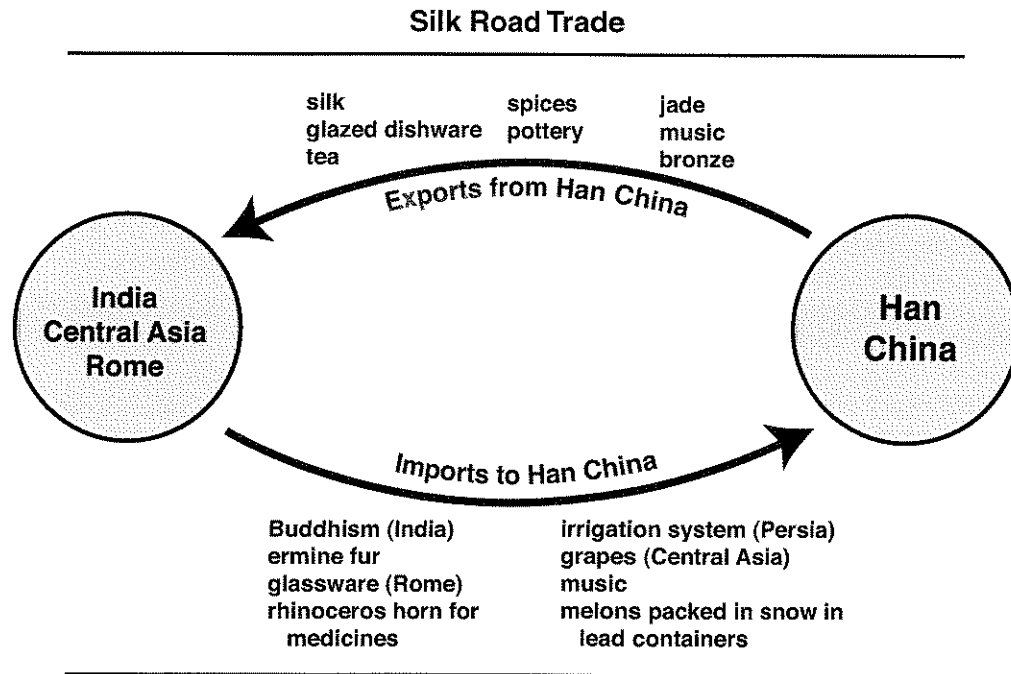 Silk Road Trade
silk
glazed dishware
tea
spices
pottery
jade
music
bronze
Exports from Han China
India
Central Asia
Rome
Han
China
Imports to Han China
Buddhism (India)
ermine fur
glassware (Rome)
rhinoceros horn for
medicines
irrigation system (Persia)
grapes (Central Asia)
music
melons packed in snow in
lead containers